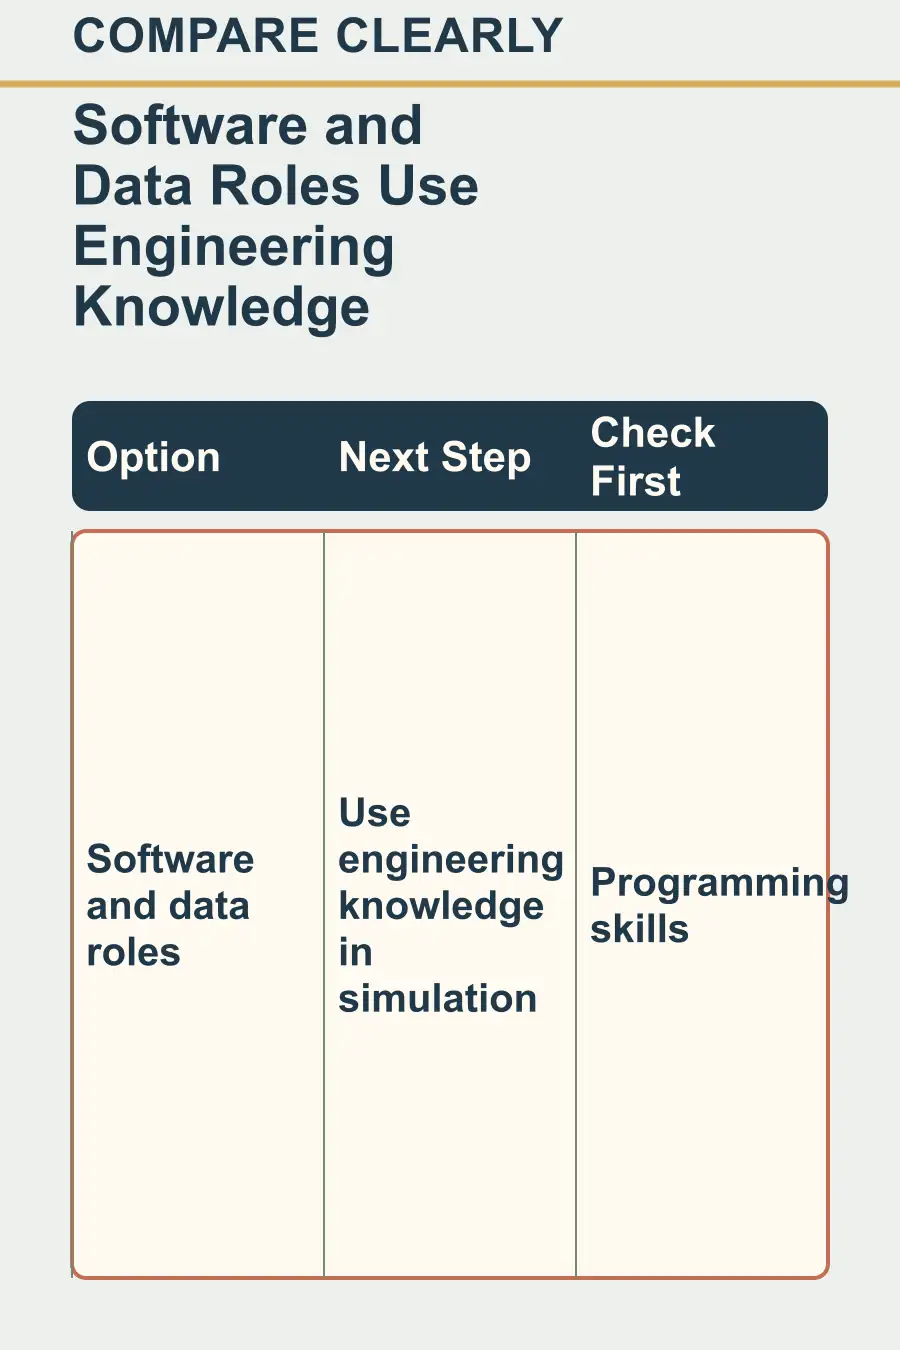 COMPARE CLEARLY
Software and
Data Roles Use
Engineering
Knowledge
Option
Next Step
Check
First
Software
and data
roles
Use
engineering
knowledge
in
simulation
Programming
skills